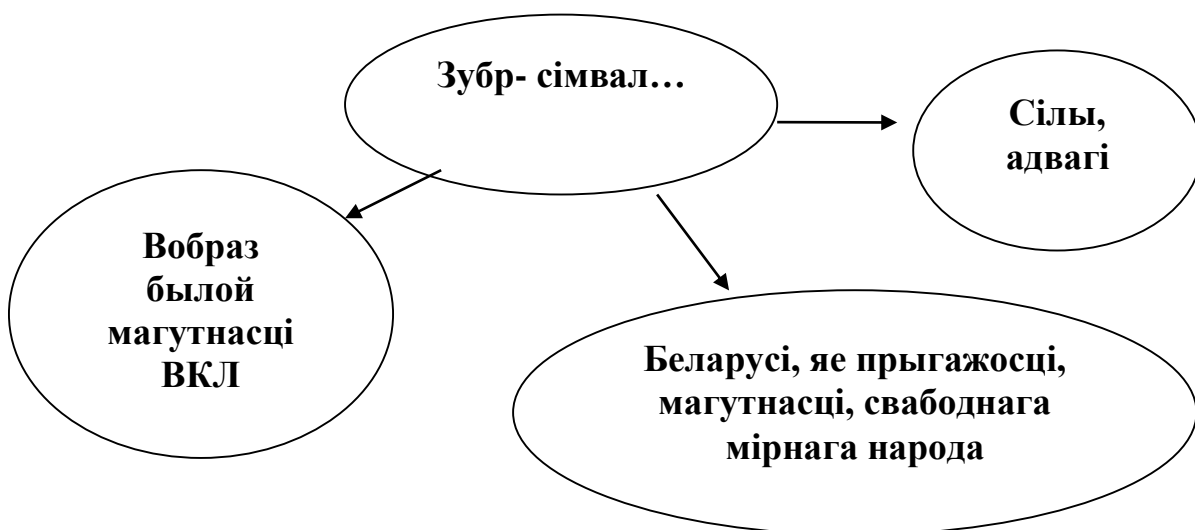 Зубр- сімвал…
Сілы,
адвагі
Вобраз
былой
магутнасці
ВКЛ
Беларусі, яе прыгажосці,
магутнасці, свабоднага
мірнага народа